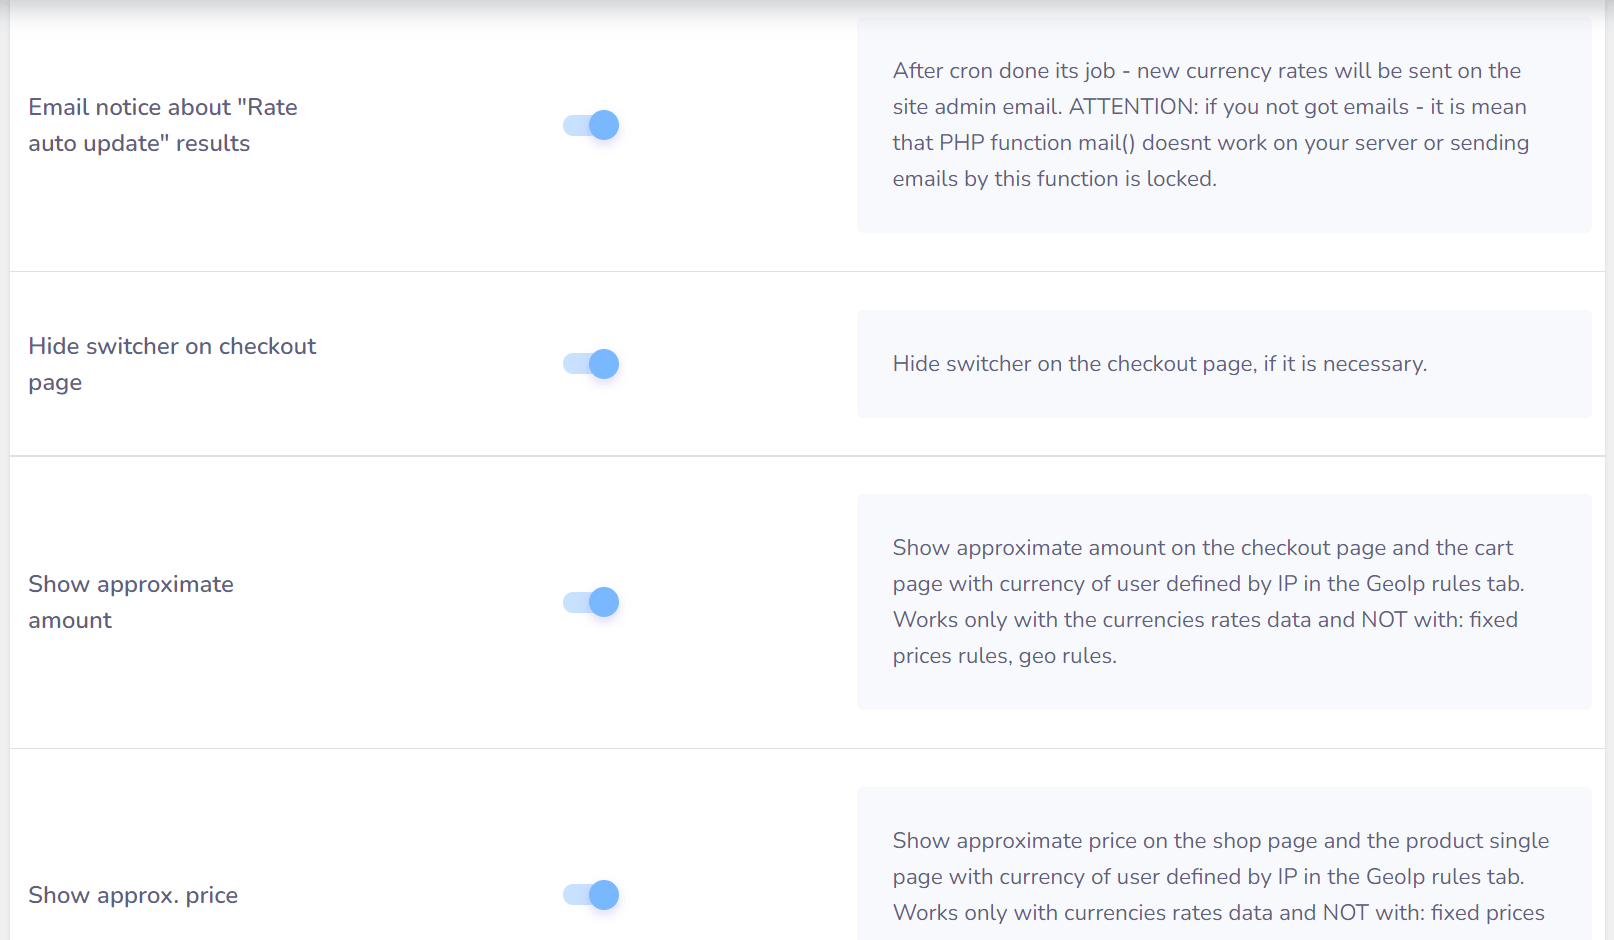 Email notice about "Rate
auto update" results
After cron done its job - new currency rates will be sent on the
site admin email. ATTENTION: if you not got emails - it is mean
that PHP function mail() doesnt work on your server or sending
emails by this function is locked.
Hide switcher on checkout
page
Hide switcher on the checkout page, if it is necessary.
Show approximate
amount
Show approximate amount on the checkout page and the cart
page with currency of user defined by IP in the GeoIp rules tab.
Works only with the currencies rates data and NOT with: fixed
prices rules, geo rules.
Show approx. price
Show approximate price on the shop page and the product single
page with currency of user defined by IP in the GeoIp rules tab.
Works only with currencies rates data and NOT with: fixed prices